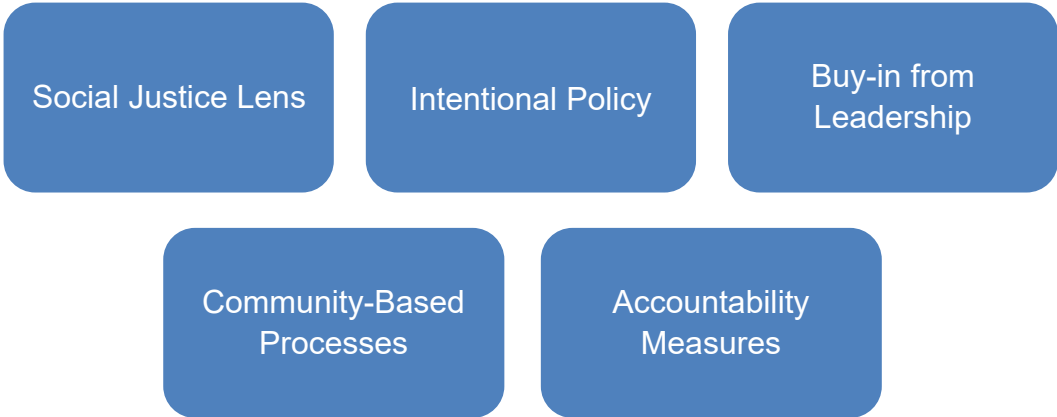 Social Justice Lens
Intentional Policy
Buy-in from
Leadership
Community-Based
Processes
Accountability
Measures